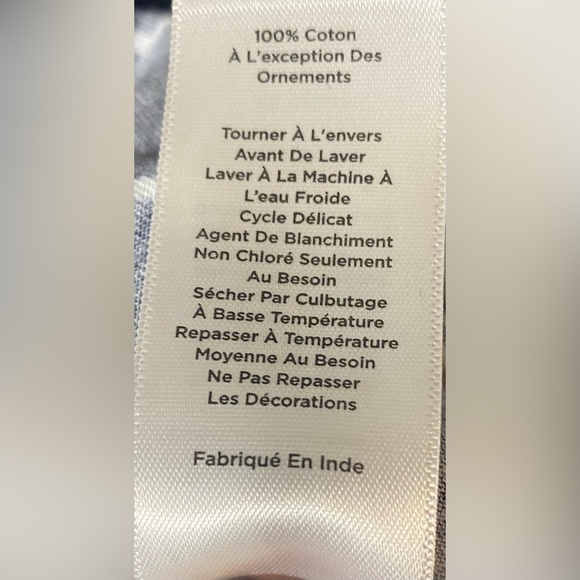 100% Coton
À L'exception Des
Ornements
Tourner À L'envers
Avant De Laver
Laver À La Machine À
L'eau Froide
Cycle Délicat
Agent De Blanchiment
Non Chloré Seulement
Au Besoin
Sécher Par Culbutage
À Basse Température
Repasser À Température
Moyenne Au Besoin
Ne Pas Repasser
Les Décorations
Fabriqué En Inde